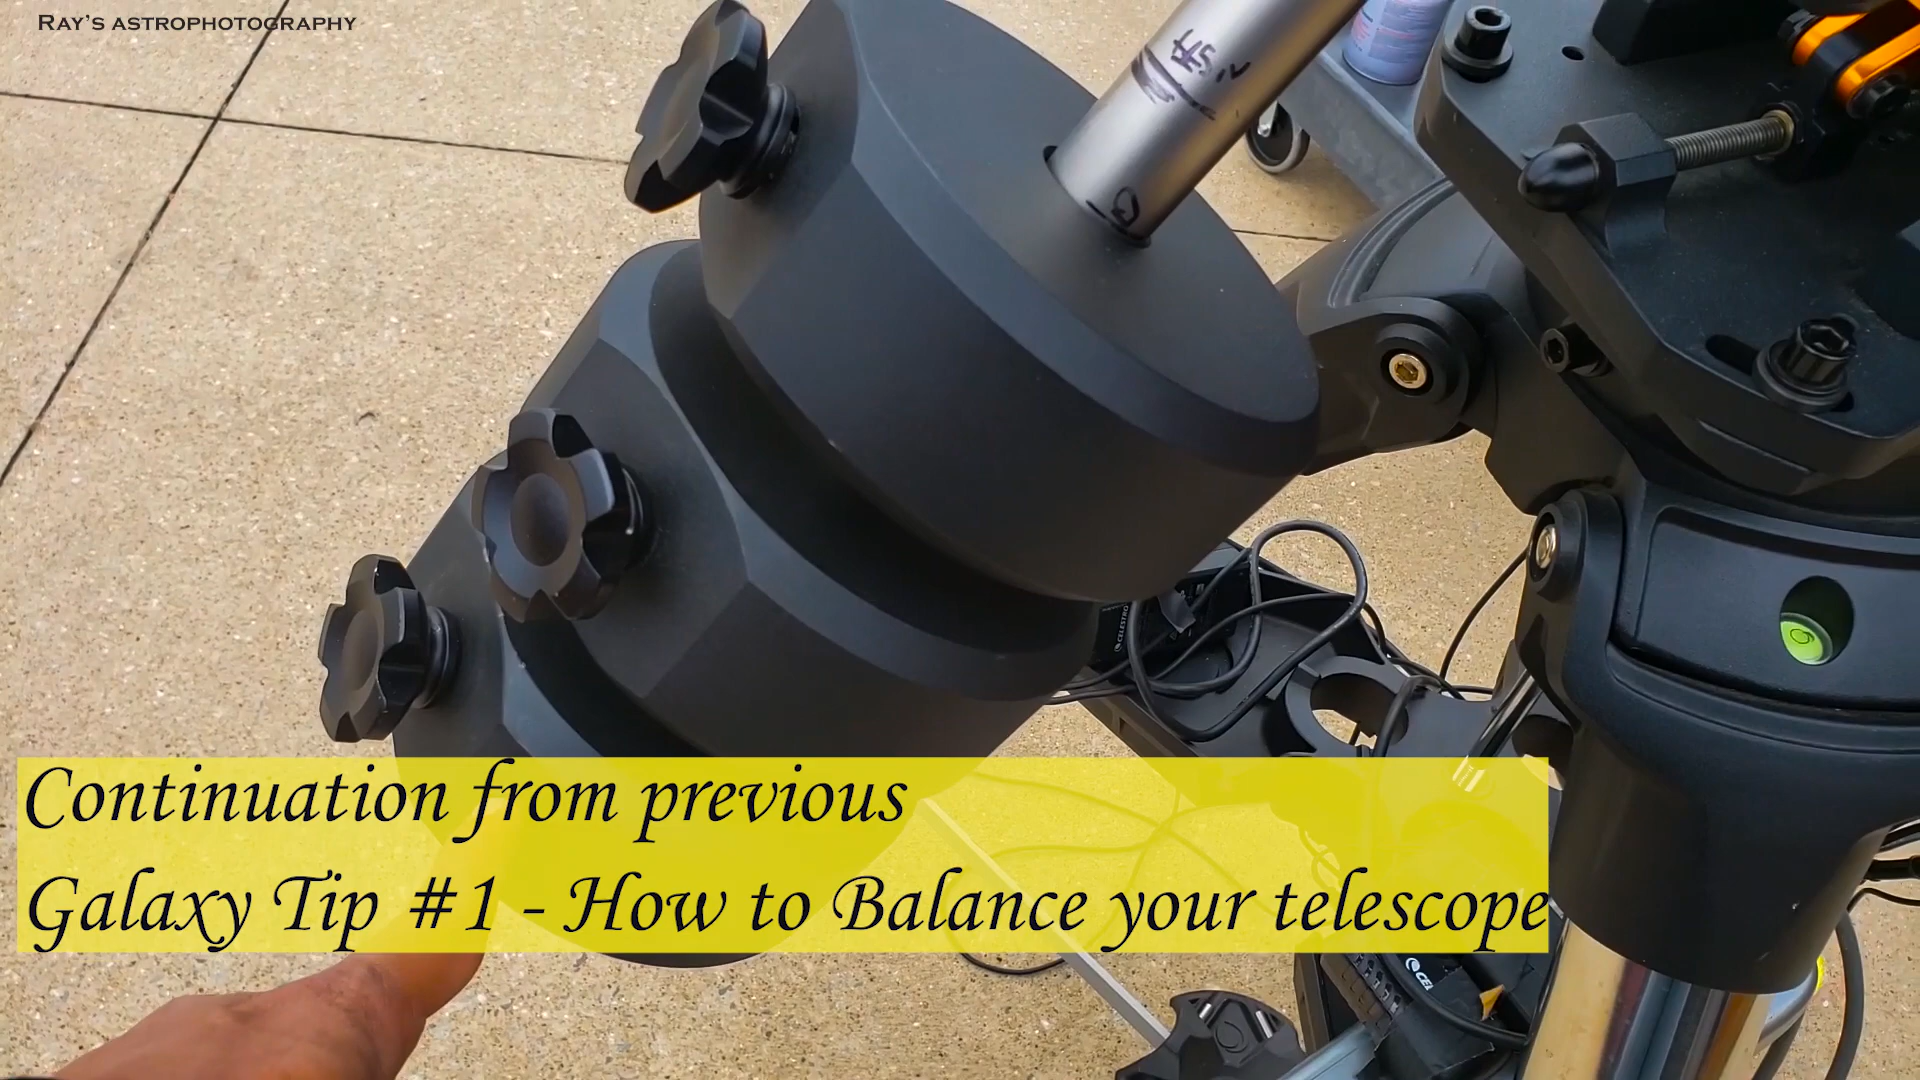 RAY'S ASTROPHOTOGRAPHY
Continuation from previous
Galaxy Tip #1 - How to Balance your telescope